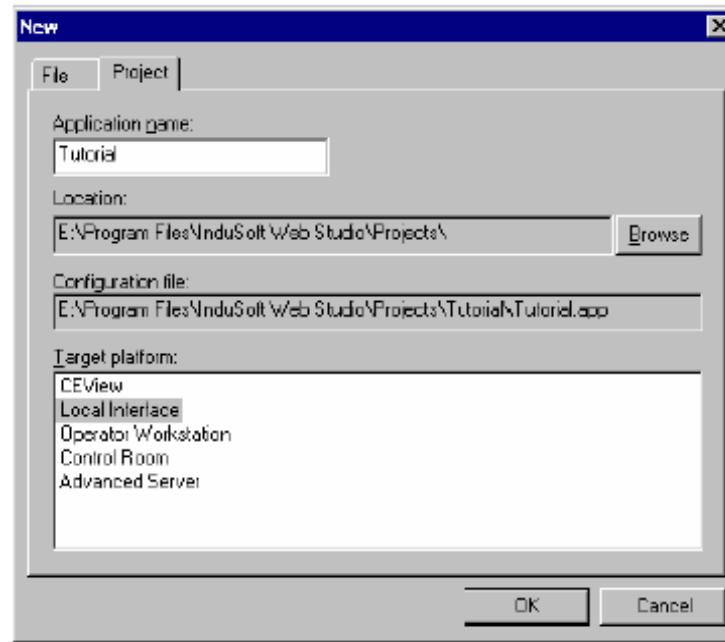 New
File
Project
Application name:
Tutorial
Location:
E:\Program Files\InduSoft Web Studio\Projects\
Browse
Configuration file:
E:\Program Files\InduSoft Web Studio\Projects\Tutorial\Tutorial.app
Target platform:
CEView
Local Interface
Operator Workstation
Control Room
Advanced Server
OK
Cancel